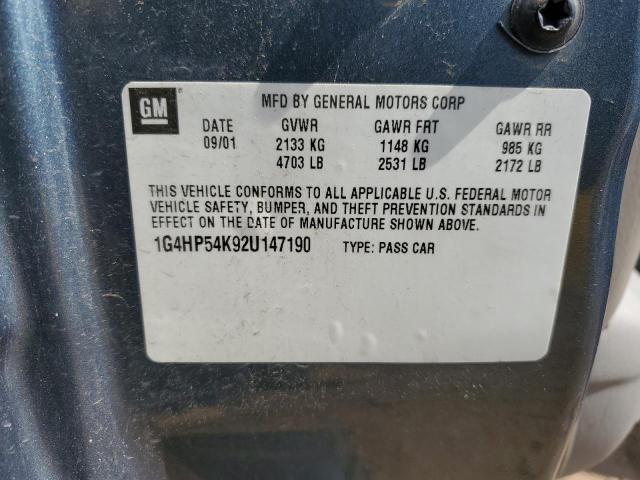 GM MFD BY GENERAL MOTORS CORP
DATE GVWR GAWR FRT GAWR RR
09/01 2133 KG 1148 KG 985 KG
4703 LB 2531 LB 2172 LB
THIS VEHICLE CONFORMS TO ALL APPLICABLE U.S. FEDERAL MOTOR
VEHICLE SAFETY, BUMPER, AND THEFT PREVENTION STANDARDS IN
EFFECT ON THE DATE OF MANUFACTURE SHOWN ABOVE.
1G4HP54K92U147190 TYPE: PASS CAR